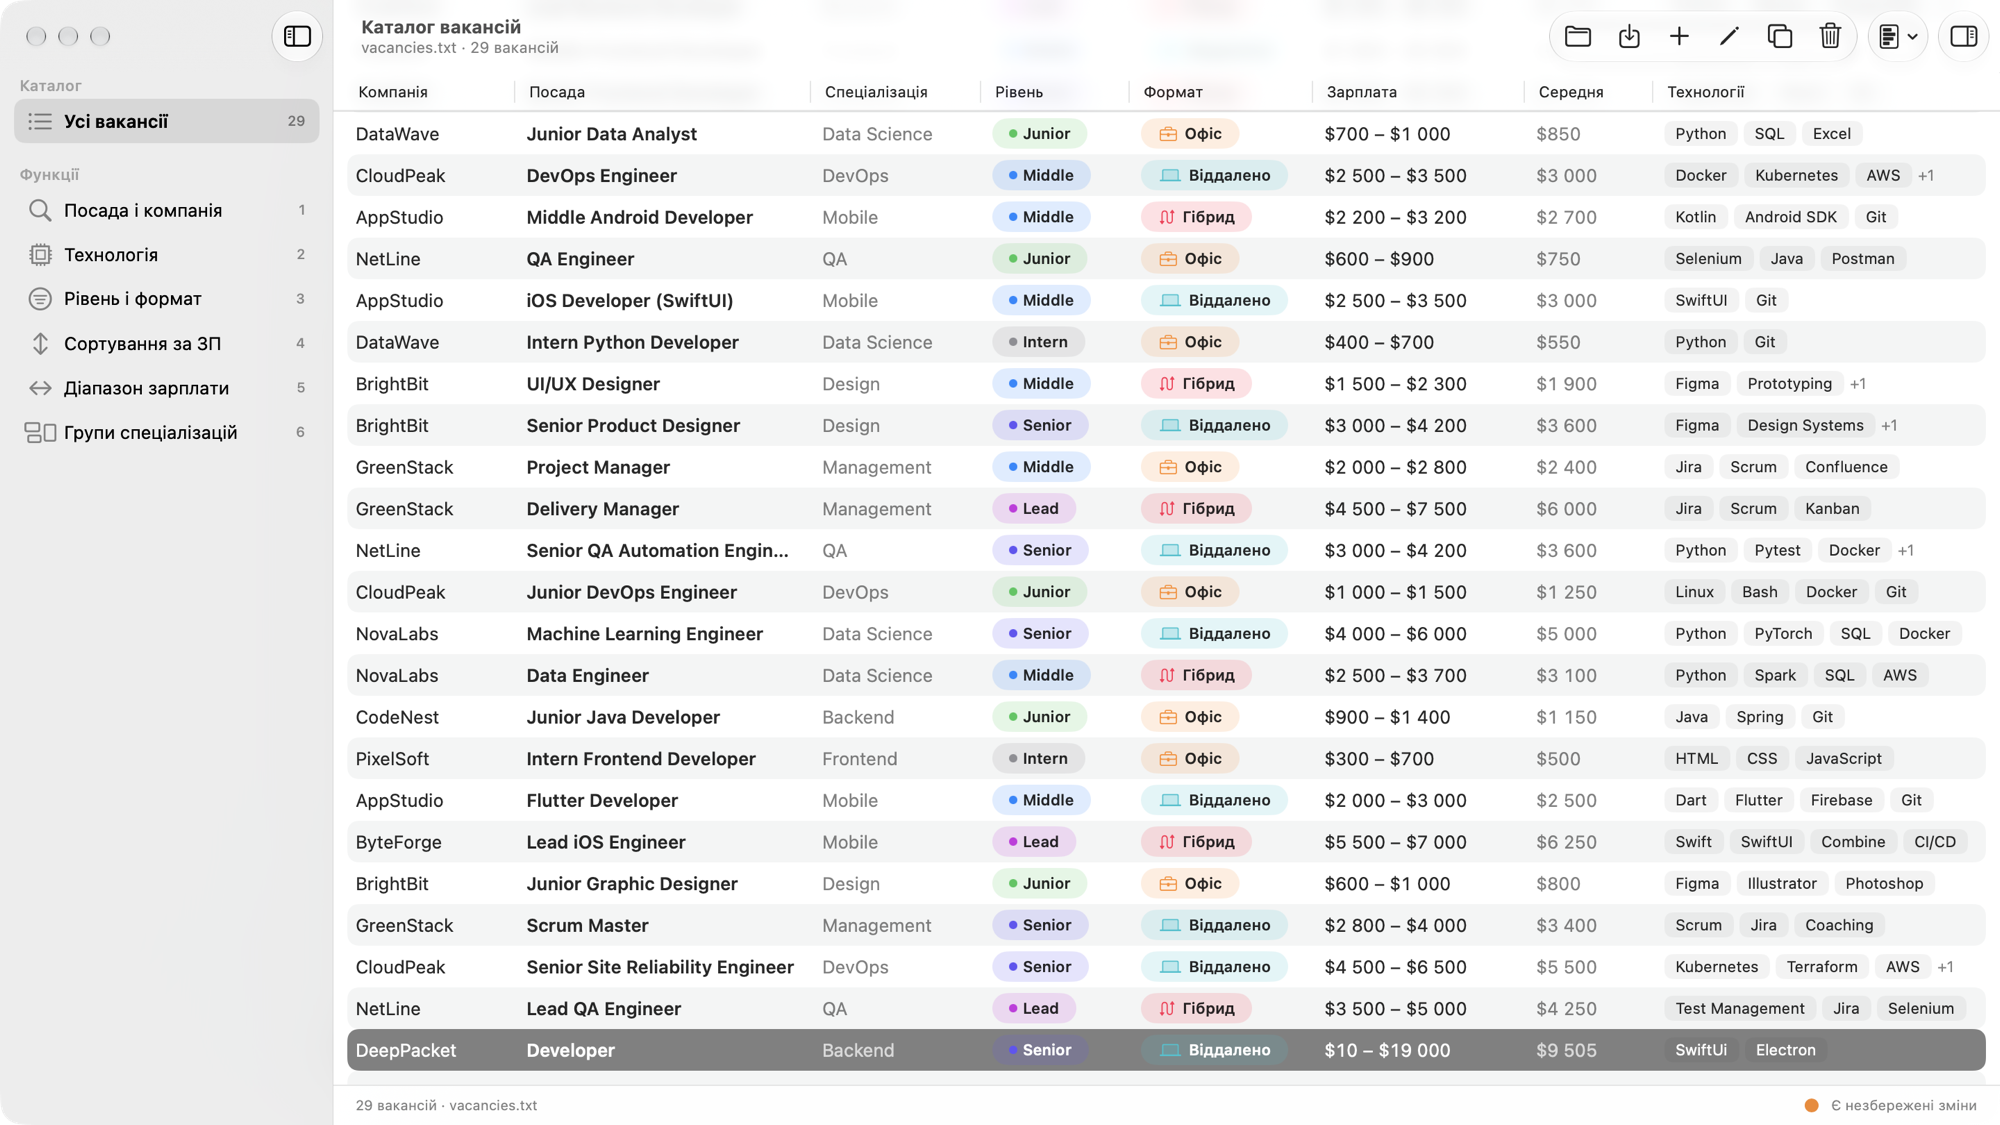 Каталог вакансій
vacancies.txt · 29 вакансій
Каталог
Усі вакансії 29
Функції
Посада і компанія 1
Технологія 2
Рівень і формат 3
Сортування за ЗП 4
Діапазон зарплати 5
Групи спеціалізацій 6
Компанія Посада Спеціалізація Рівень Формат Зарплата Середня Технології
DataWave Junior Data Analyst Data Science Junior Офіс $700 – $1 000 $850 Python SQL Excel
CloudPeak DevOps Engineer DevOps Middle Віддалено $2 500 – $3 500 $3 000 Docker Kubernetes AWS +1
AppStudio Middle Android Developer Mobile Middle Гібрид $2 200 – $3 200 $2 700 Kotlin Android SDK Git
NetLine QA Engineer QA Junior Офіс $600 – $900 $750 Selenium Java Postman
AppStudio iOS Developer (SwiftUI) Mobile Middle Віддалено $2 500 – $3 500 $3 000 SwiftUI Git
DataWave Intern Python Developer Data Science Intern Офіс $400 – $700 $550 Python Git
BrightBit UI/UX Designer Design Middle Гібрид $1 500 – $2 300 $1 900 Figma Prototyping +1
BrightBit Senior Product Designer Design Senior Віддалено $3 000 – $4 200 $3 600 Figma Design Systems +1
GreenStack Project Manager Management Middle Офіс $2 000 – $2 800 $2 400 Jira Scrum Confluence
GreenStack Delivery Manager Management Lead Гібрид $4 500 – $7 500 $6 000 Jira Scrum Kanban
NetLine Senior QA Automation Engin... QA Senior Віддалено $3 000 – $4 200 $3 600 Python Pytest Docker +1
CloudPeak Junior DevOps Engineer DevOps Junior Офіс $1 000 – $1 500 $1 250 Linux Bash Docker Git
NovaLabs Machine Learning Engineer Data Science Senior Віддалено $4 000 – $6 000 $5 000 Python PyTorch SQL Docker
NovaLabs Data Engineer Data Science Middle Гібрид $2 500 – $3 700 $3 100 Python Spark SQL AWS
CodeNest Junior Java Developer Backend Junior Офіс $900 – $1 400 $1 150 Java Spring Git
PixelSoft Intern Frontend Developer Frontend Intern Офіс $300 – $700 $500 HTML CSS JavaScript
AppStudio Flutter Developer Mobile Middle Віддалено $2 000 – $3 000 $2 500 Dart Flutter Firebase Git
ByteForge Lead iOS Engineer Mobile Lead Гібрид $5 500 – $7 000 $6 250 Swift SwiftUI Combine CI/CD
BrightBit Junior Graphic Designer Design Junior Офіс $600 – $1 000 $800 Figma Illustrator Photoshop
GreenStack Scrum Master Management Senior Віддалено $2 800 – $4 000 $3 400 Scrum Jira Coaching
CloudPeak Senior Site Reliability Engineer DevOps Senior Віддалено $4 500 – $6 500 $5 500 Kubernetes Terraform AWS +1
NetLine Lead QA Engineer QA Lead Гібрид $3 500 – $5 000 $4 250 Test Management Jira Selenium
DeepPacket Developer Backend Senior Віддалено $10 – $19 000 $9 505 SwiftUi Electron
29 вакансій · vacancies.txt
Є незбережені зміни